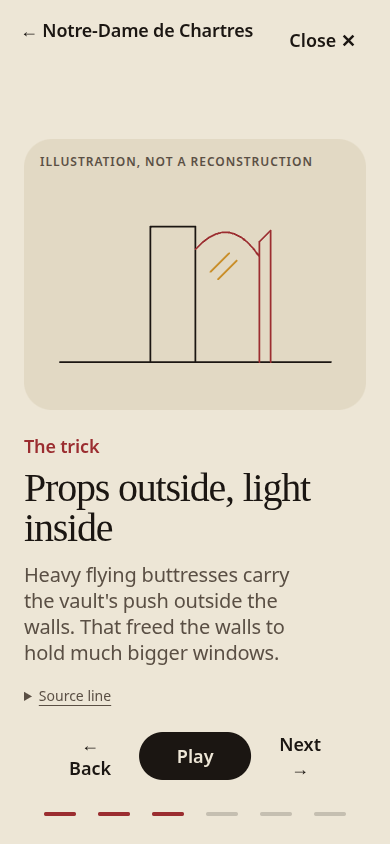 ← Notre-Dame de Chartres
Close ✕
ILLUSTRATION, NOT A RECONSTRUCTION
The trick
Props outside, light
inside
Heavy flying buttresses carry
the vault's push outside the
walls. That freed the walls to
hold much bigger windows.
▶ Source line
←
Back
Play
Next
→